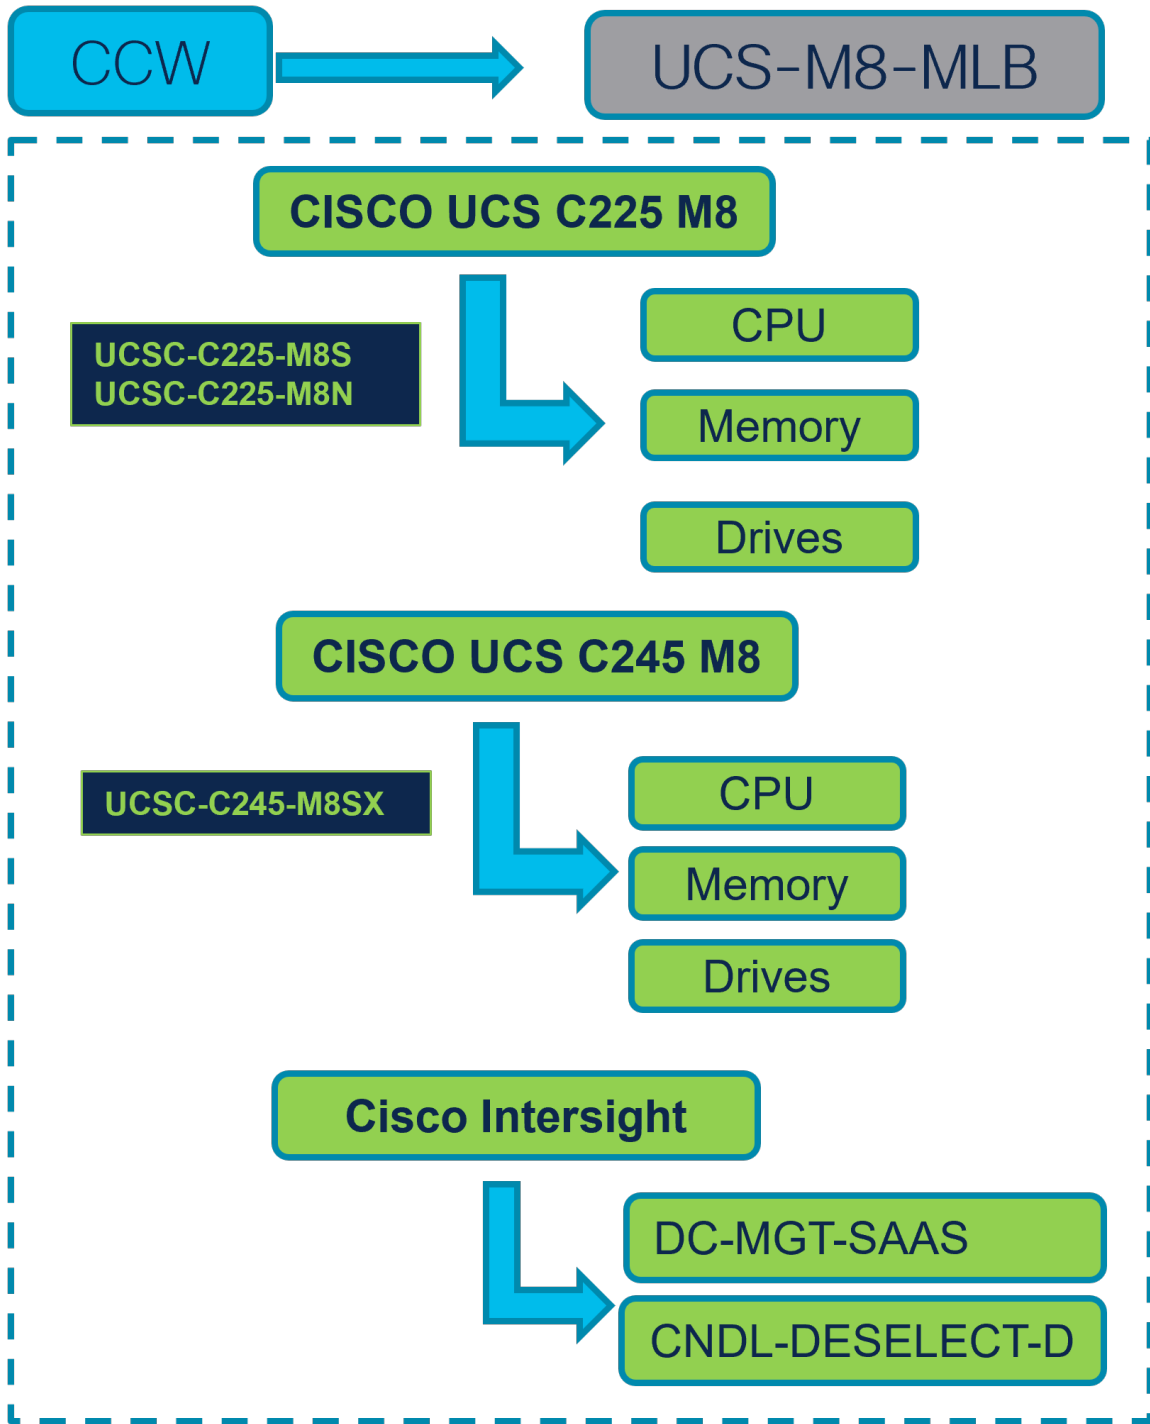 CCW
UCS-M8-MLB
CISCO UCS C225 M8
UCSC-C225-M8S
UCSC-C225-M8N
CPU
Memory
Drives
CISCO UCS C245 M8
UCSC-C245-M8SX
CPU
Memory
Drives
Cisco Intersight
DC-MGT-SAAS
CNDL-DESELECT-D